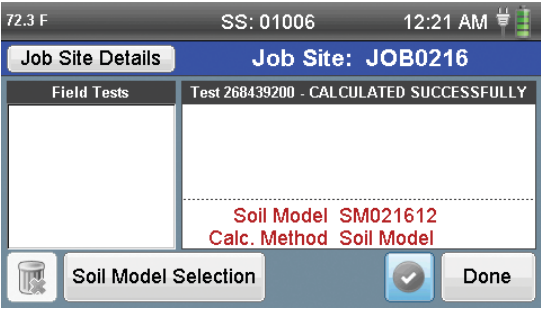 72.3 F SS: 01006 12:21 AM
Job Site Details Job Site: JOB0216
Field Tests Test 268439200 - CALCULATED SUCCESSFULLY
Soil Model SM021612
Calc. Method Soil Model
Soil Model Selection Done